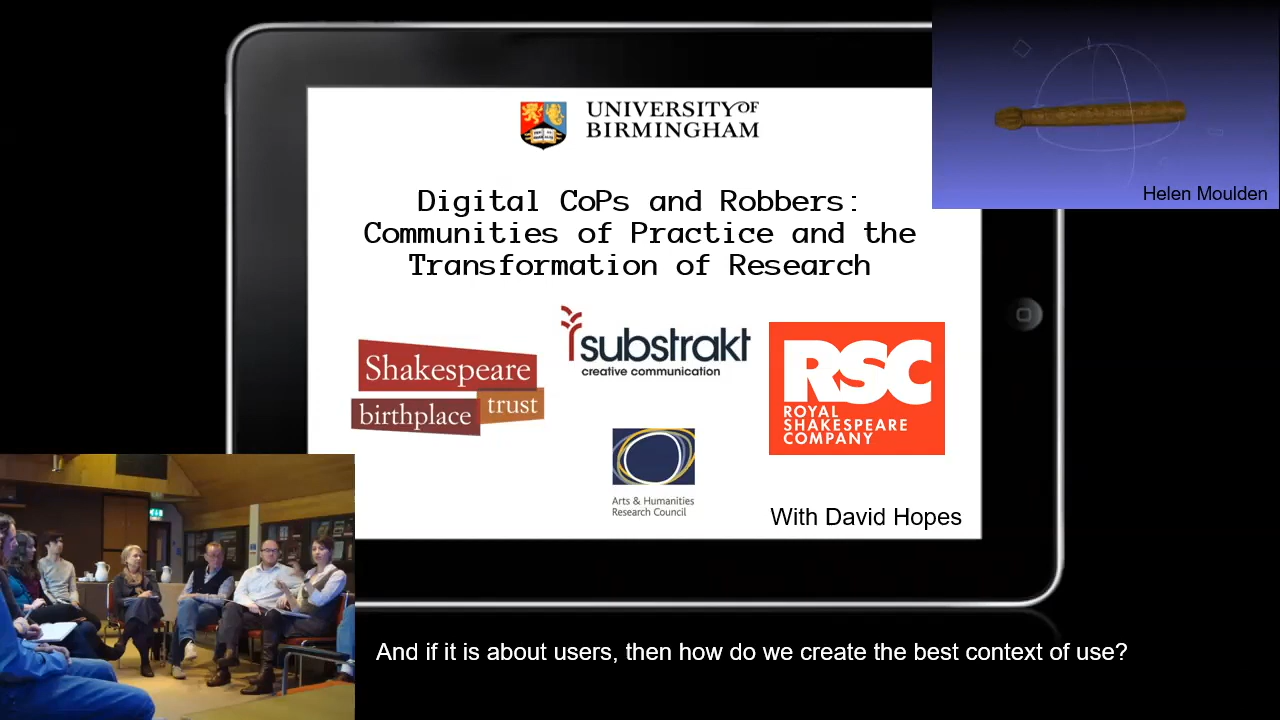 UNIVERSITY OF
BIRMINGHAM
Helen Moulden
Digital CoPs and Robbers:
Communities of Practice and the
Transformation of Research
Shakespeare
birthplace
trust
substrakt
creative communication
RSC
ROYAL
SHAKESPEARE
COMPANY
Arts & Humanities
Research Council
With David Hopes
And if it is about users, then how do we create the best context of use?